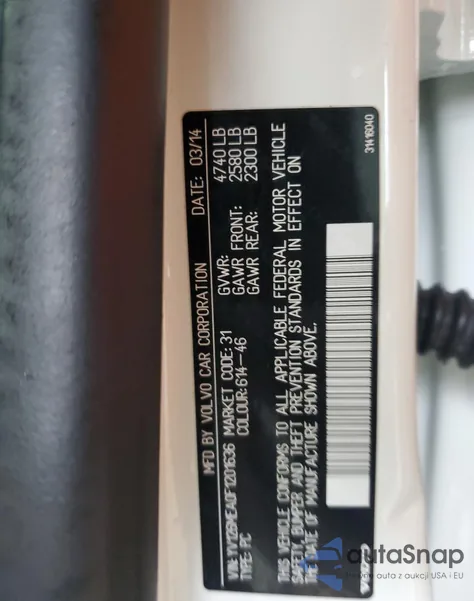 MFD BY VOLVO CAR CORPORATION DATE: 03/14
GVWR: 4740 LB
GAWR FRONT: 2580 LB
GAWR REAR: 2300 LB
VIN: MARKET CODE: 31
TYPE: PC COLOUR: 614-46
THIS VEHICLE CONFORMS TO ALL APPLICABLE FEDERAL MOTOR VEHICLE
SAFETY, BUMPER AND THEFT PREVENTION STANDARDS IN EFFECT ON
THE DATE OF MANUFACTURE SHOWN ABOVE.
31416040
autaSnap
auta z aukcji USA i EU